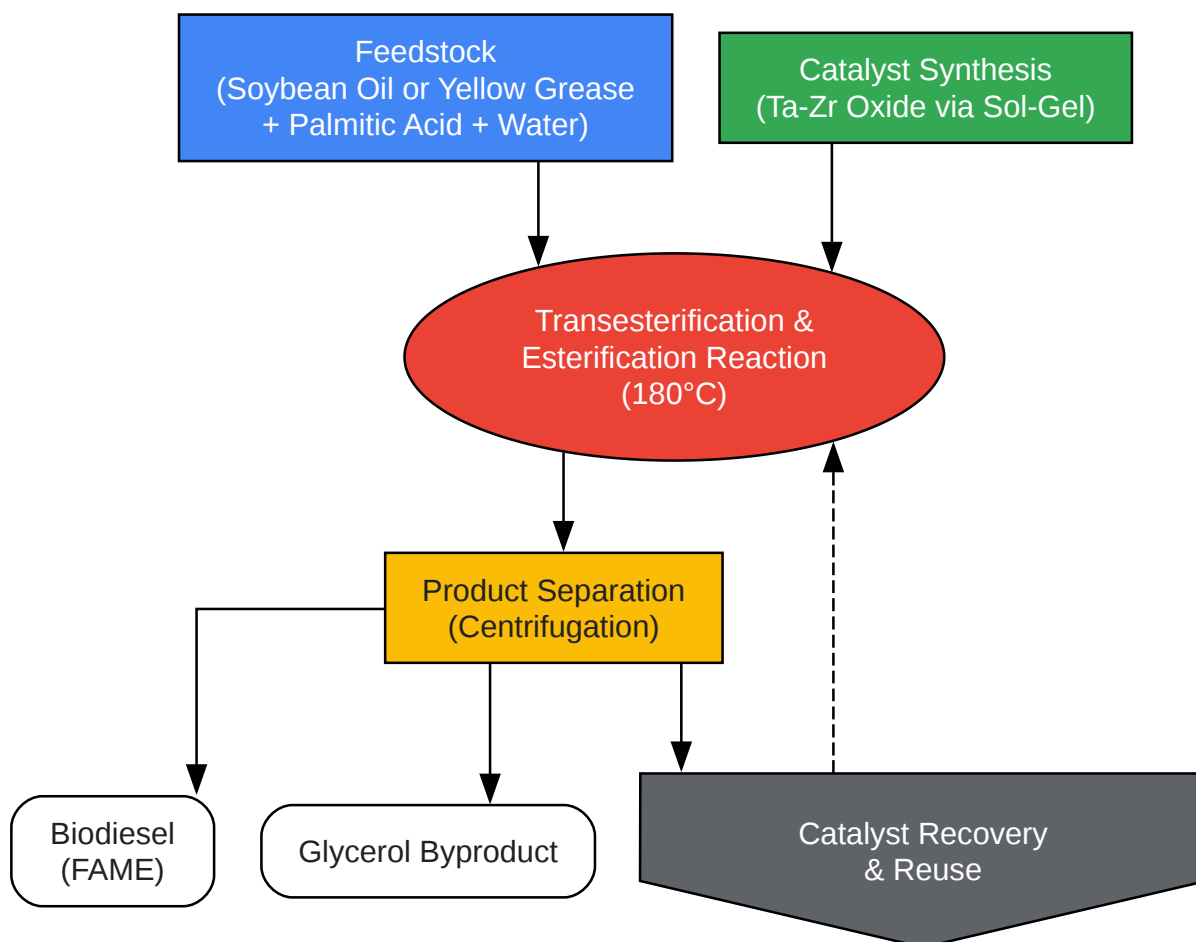 Feedstock
(Soybean Oil or Yellow Grease
+ Palmitic Acid + Water)
Catalyst Synthesis
(Ta-Zr Oxide via Sol-Gel)
Transesterification &
Esterification Reaction
(180°C)
Product Separation
(Centrifugation)
Biodiesel
(FAME)
Glycerol Byproduct
Catalyst Recovery
& Reuse